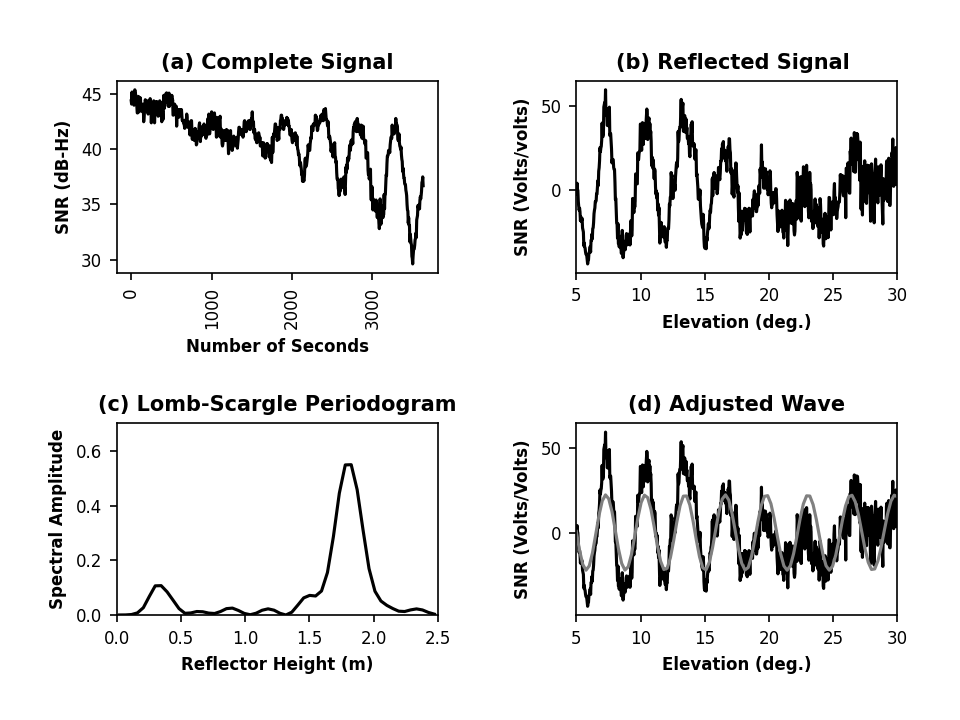 (a) Complete Signal
SNR (dB-Hz)
45
40
35
30
0
1000
2000
3000
Number of Seconds
(b) Reflected Signal
SNR (Volts/volts)
50
0
5
10
15
20
25
30
Elevation (deg.)
(c) Lomb-Scargle Periodogram
Spectral Amplitude
0.6
0.4
0.2
0.0
0.0
0.5
1.0
1.5
2.0
2.5
Reflector Height (m)
(d) Adjusted Wave
SNR (Volts/Volts)
50
0
5
10
15
20
25
30
Elevation (deg.)